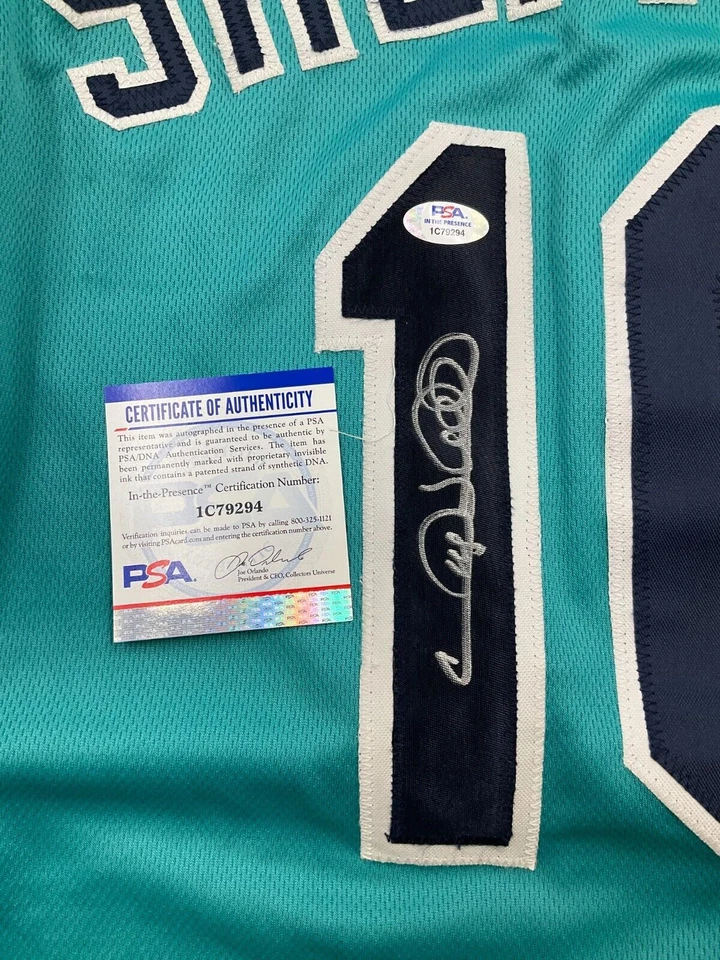 SHE
PSA
IN THE PRESENCE
1C79294
10
CERTIFICATE OF AUTHENTICITY
This item was autographed in the presence of a PSA
representative and is guaranteed to be authentic by
PSA/DNA Authentication Services. The item has
been permanently marked with proprietary invisible
ink that contains a patented strand of synthetic DNA.
In-the-Presence™ Certification Number:
1C79294
Verification inquiries can be made to PSA by calling 800-325-1121
or by visiting PSAcard.com and entering the certification number above.
PSA.
Joe Orlando
President & CEO, Collectors Universe